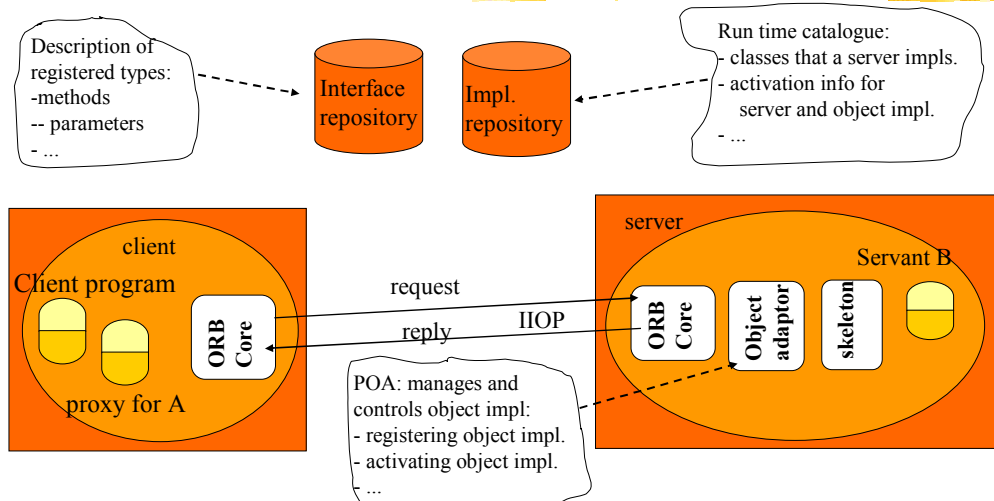 Description of
registered types:
-methods
-- parameters
- ...
Interface
repository
Impl.
repository
Run time catalogue:
- classes that a server impls.
- activation info for
server and object impl.
- ...
client
Client program
proxy for A
ORB
Core
request
reply
IIOP
server
ORB
Core
Object
adaptor
skeleton
Servant B
POA: manages and
controls object impl:
- registering object impl.
- activating object impl.
- ...